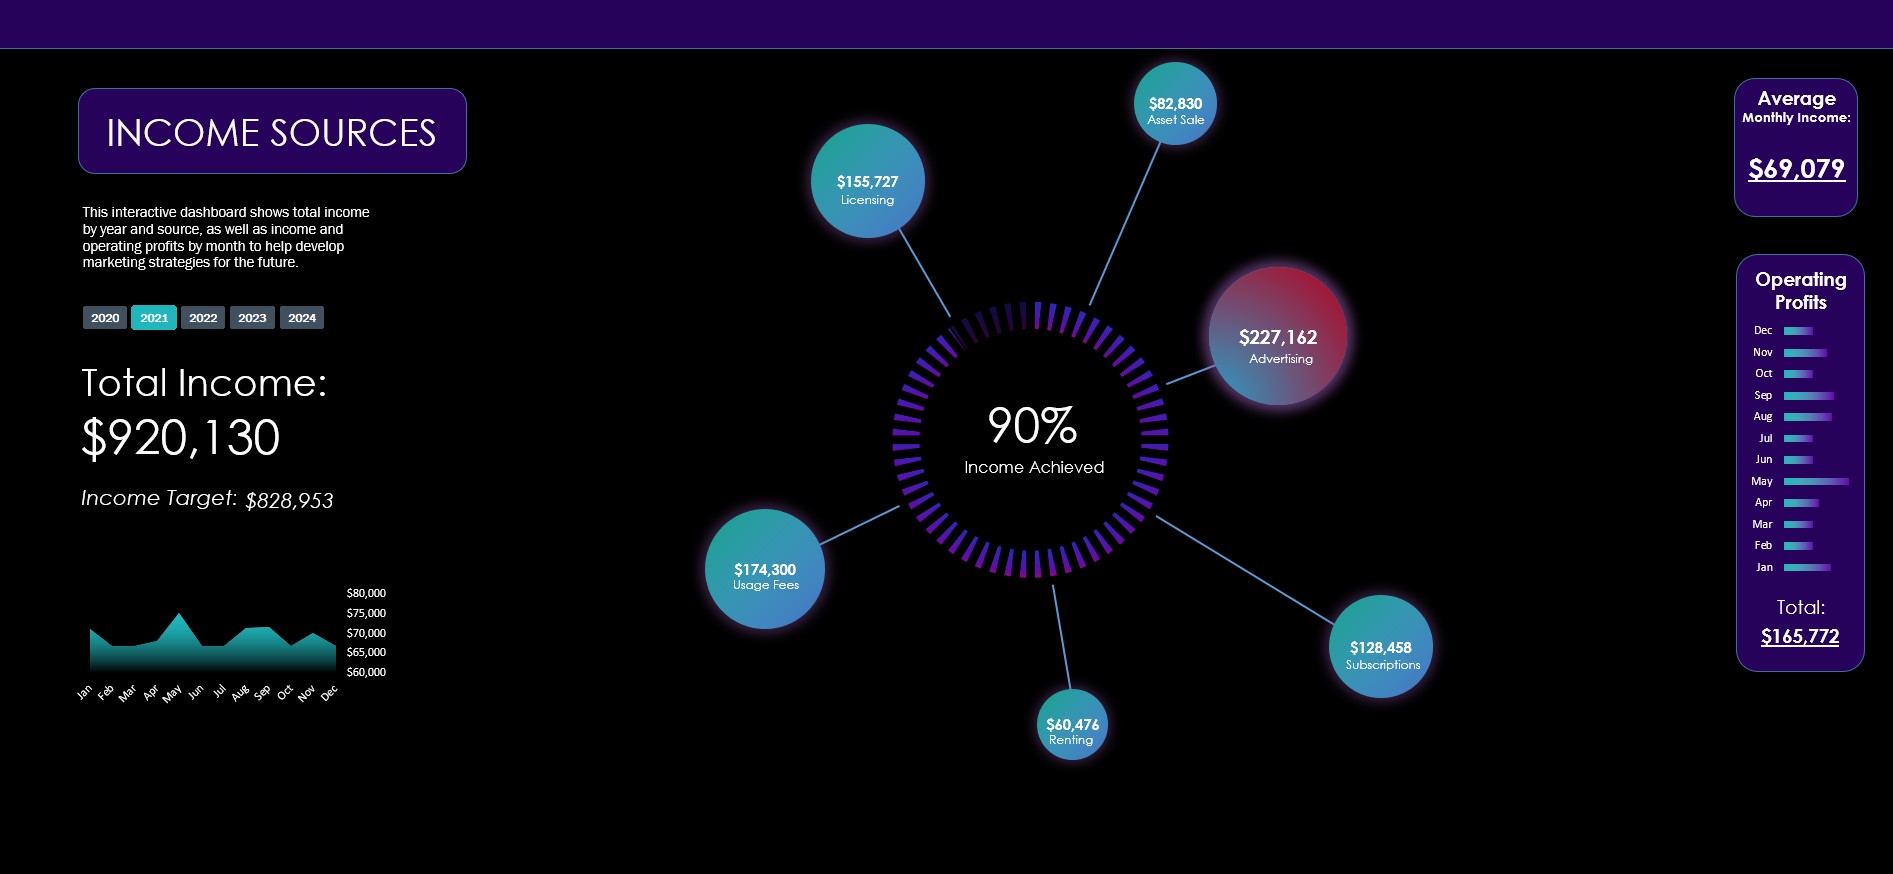 INCOME SOURCES
This interactive dashboard shows total income
by year and source, as well as income and
operating profits by month to help develop
marketing strategies for the future.
2020 2021 2022 2023 2024
Total Income:
$920,130
Income Target: $828,953
$80,000
$75,000
$70,000
$65,000
$60,000
Jan Feb Mar Apr May Jun Jul Aug Sep Oct Nov Dec
$82,830
Asset Sale
$155,727
Licensing
$227,162
Advertising
90%
Income Achieved
$174,300
Usage Fees
$128,458
Subscriptions
$60,476
Renting
Average
Monthly Income:
$69,079
Operating
Profits
Dec
Nov
Oct
Sep
Aug
Jul
Jun
May
Apr
Mar
Feb
Jan
Total:
$165,772